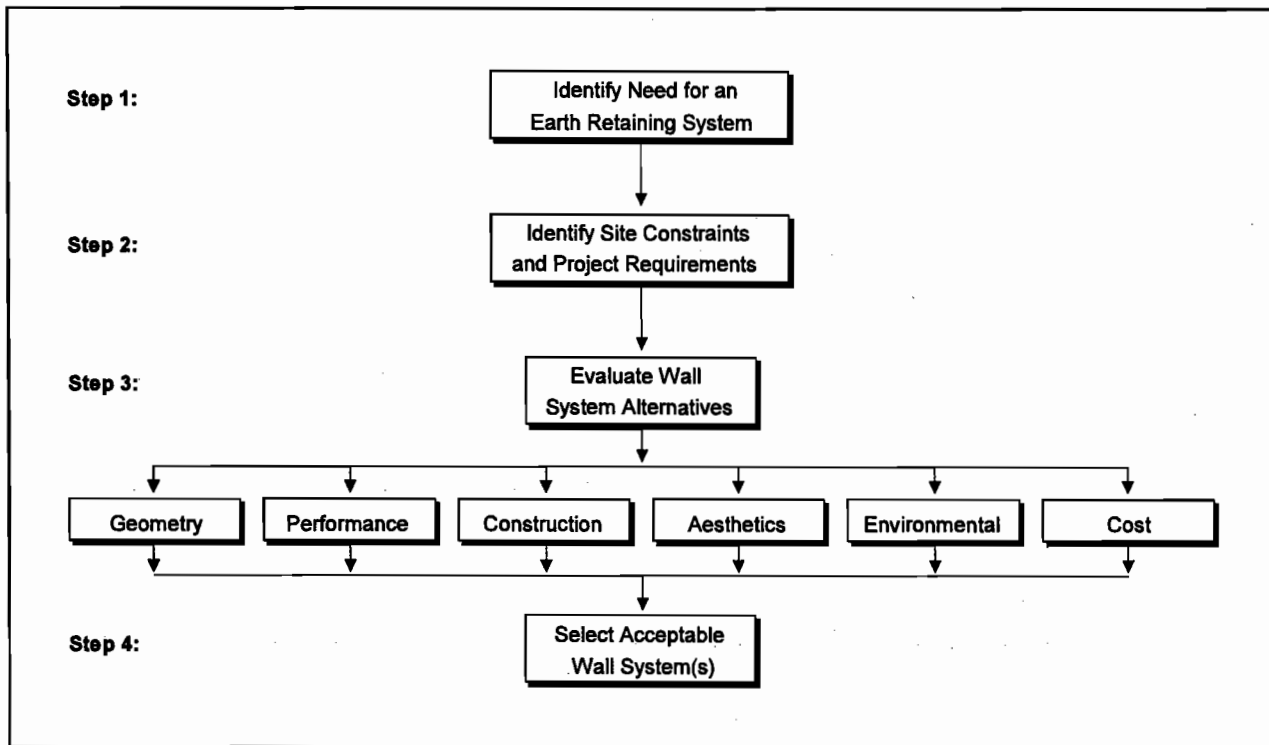 Step 1:
Identify Need for an
Earth Retaining System
Step 2:
Identify Site Constraints
and Project Requirements
Step 3:
Evaluate Wall
System Alternatives
Geometry
Performance
Construction
Aesthetics
Environmental
Cost
Step 4:
Select Acceptable
Wall System(s)